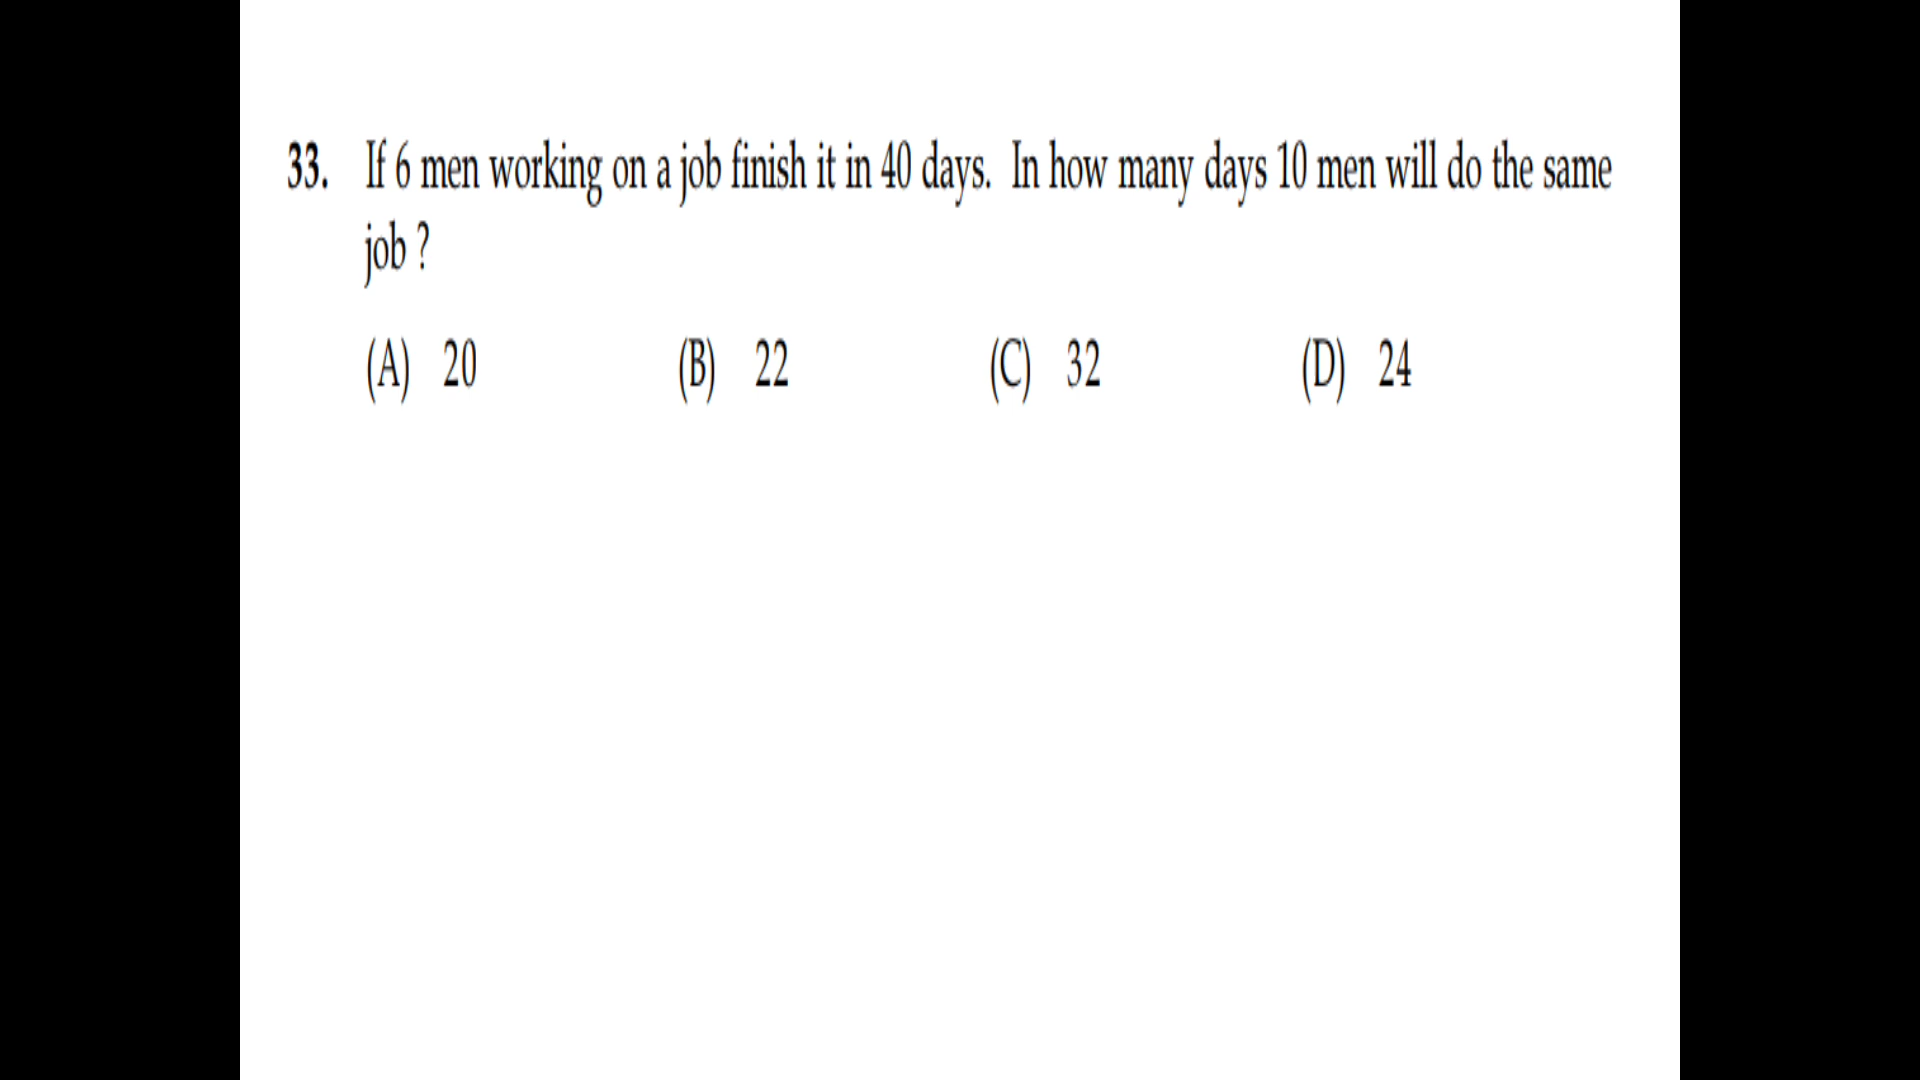 33. If 6 men working on a job finish it in 40 days. In how many days 10 men will do the same
job ?
(A) 20 (B) 22 (C) 32 (D) 24